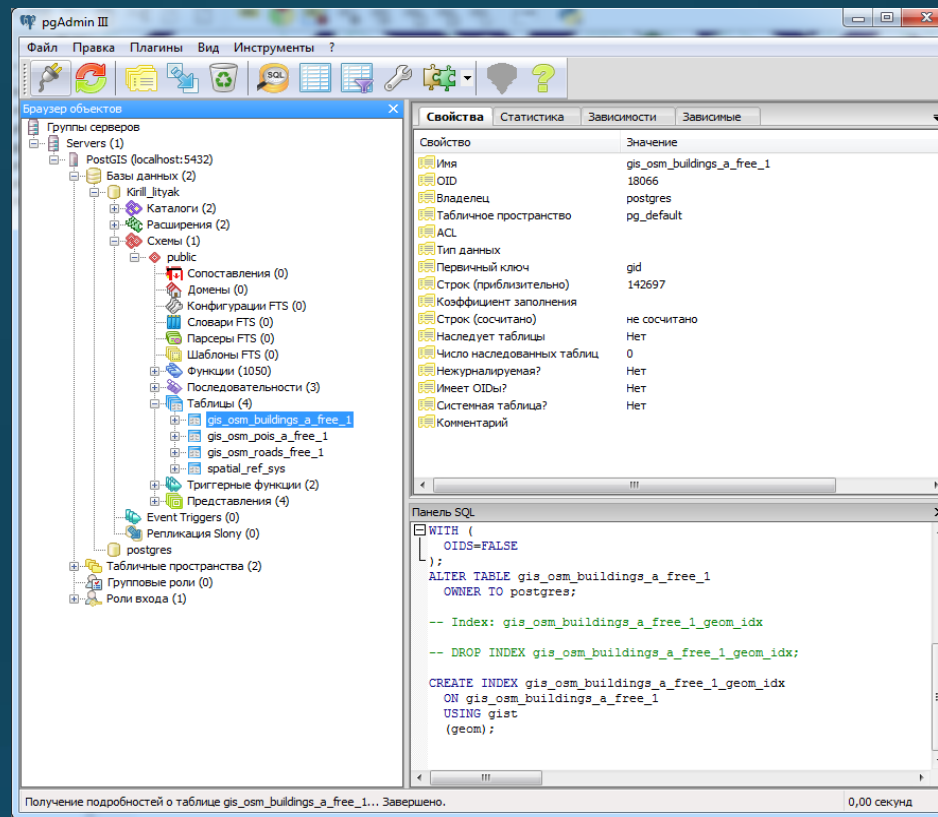 pgAdmin III
Файл Правка Плагины Вид Инструменты ?
SQL
Браузер объектов
Группы серверов
Servers (1)
PostGIS (localhost:5432)
Базы данных (2)
Kirill_lityak
Каталоги (2)
Расширения (2)
Схемы (1)
public
Сопоставления (0)
Домены (0)
Конфигурации FTS (0)
Словари FTS (0)
Парсеры FTS (0)
Шаблоны FTS (0)
Функции (1050)
Последовательности (3)
Таблицы (4)
gis_osm_buildings_a_free_1
gis_osm_pois_a_free_1
gis_osm_roads_free_1
spatial_ref_sys
Триггерные функции (2)
Представления (4)
Event Triggers (0)
Репликация Slony (0)
postgres
Табличные пространства (2)
Групповые роли (0)
Роли входа (1)
Свойства Статистика Зависимости Зависимые
Свойство Значение
Имя gis_osm_buildings_a_free_1
OID 18066
Владелец postgres
Табличное пространство pg_default
ACL
Тип данных
Первичный ключ gid
Строк (приблизительно) 142697
Коэффициент заполнения
Строк (сосчитано) не сосчитано
Наследует таблицы Нет
Число наследованных таблиц 0
Нежурналируемая? Нет
Имеет OIDы? Нет
Системная таблица? Нет
Комментарий
Панель SQL
WITH (
OIDS=FALSE
);
ALTER TABLE gis_osm_buildings_a_free_1
OWNER TO postgres;
-- Index: gis_osm_buildings_a_free_1_geom_idx
-- DROP INDEX gis_osm_buildings_a_free_1_geom_idx;
CREATE INDEX gis_osm_buildings_a_free_1_geom_idx
ON gis_osm_buildings_a_free_1
USING gist
(geom);
Получение подробностей о таблице gis_osm_buildings_a_free_1... Завершено. 0,00 секунд